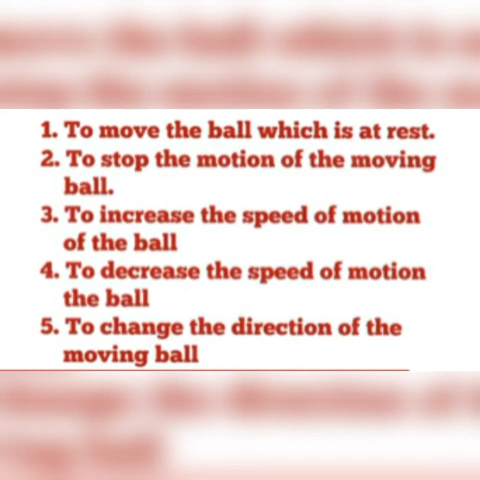 1. To move the ball which is at rest.
2. To stop the motion of the moving
ball.
3. To increase the speed of motion
of the ball
4. To decrease the speed of motion
the ball
5. To change the direction of the
moving ball